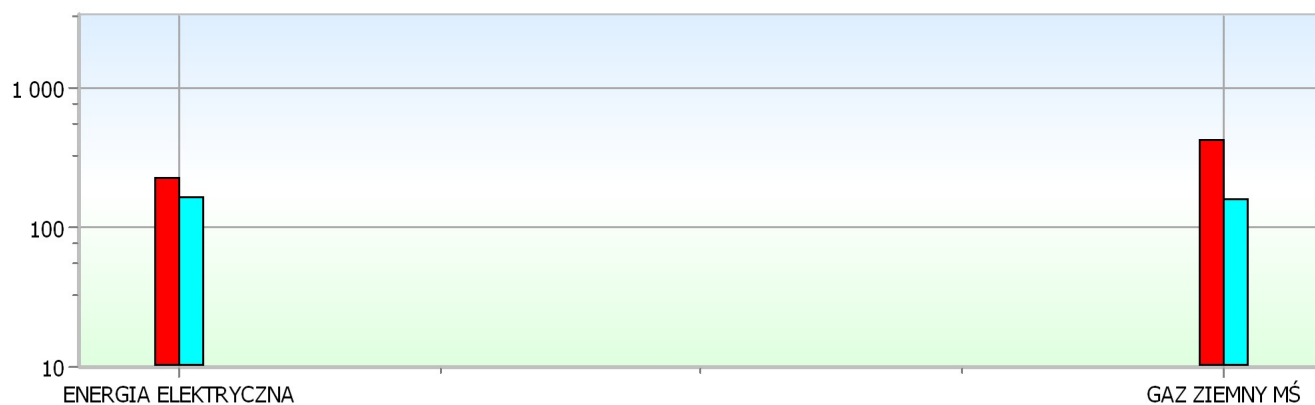 1 000
100
10
ENERGIA ELEKTRYCZNA
GAZ ZIEMNY MŚ